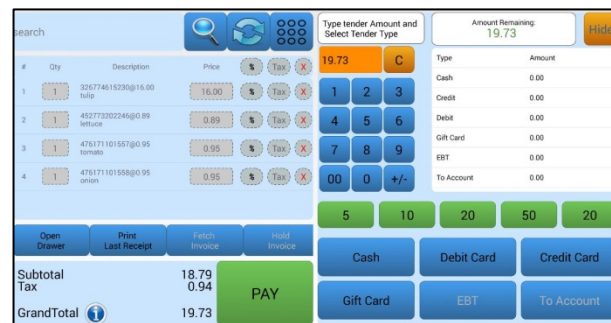 search
Type tender Amount and
Select Tender Type
Amount Remaining:
19.73
Hide
# Qty Description Price % Tax X
1 1 326774615230@16.00
tulip
16.00 % Tax X
2 1 452773202246@0.89
lettuce
0.89 % Tax X
3 1 476171101557@0.95
tomato
0.95 % Tax X
4 1 476171101558@0.95
onion
0.95 % Tax X
19.73 C
1 2 3
4 5 6
7 8 9
00 0 +/-
Type Amount
Cash 0.00
Credit 0.00
Debit 0.00
Gift Card 0.00
EBT 0.00
To Account 0.00
5 10 20 50 20
Open
Drawer
Print
Last Receipt
Fetch
Invoice
Hold
Invoice
Subtotal 18.79
Tax 0.94
GrandTotal i 19.73
PAY
Cash Debit Card Credit Card
Gift Card EBT To Account